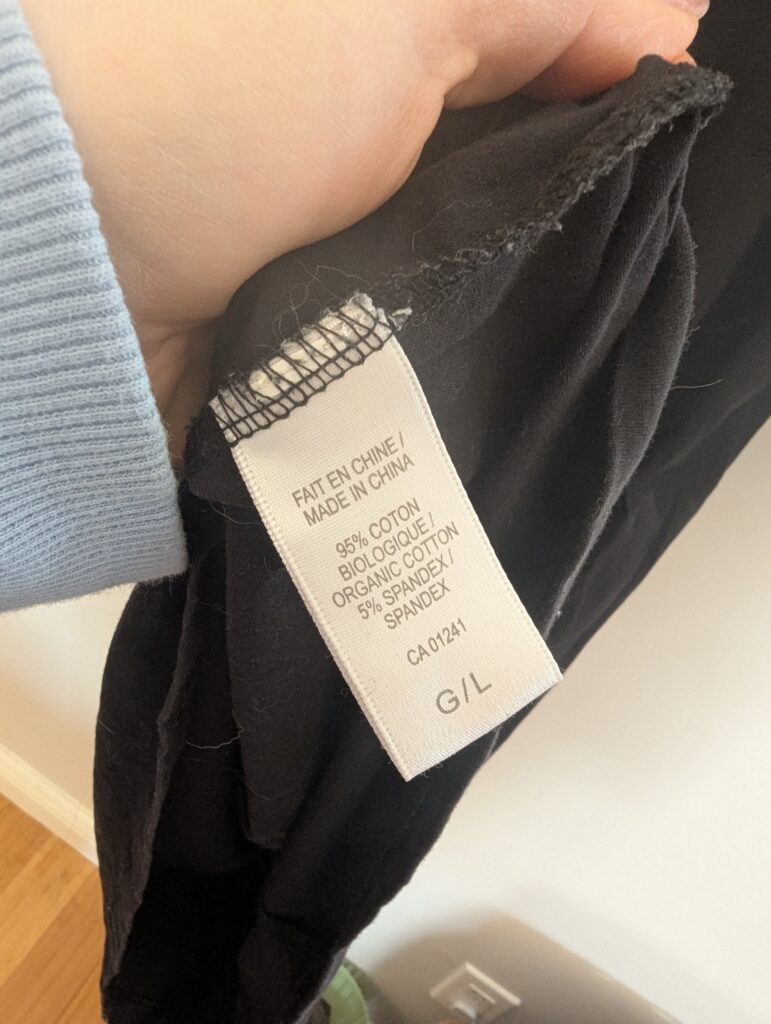 FAIT EN CHINE /
MADE IN CHINA
95% COTON
BIOLOGIQUE /
ORGANIC COTTON
5% SPANDEX /
SPANDEX
CA 01241
G / L